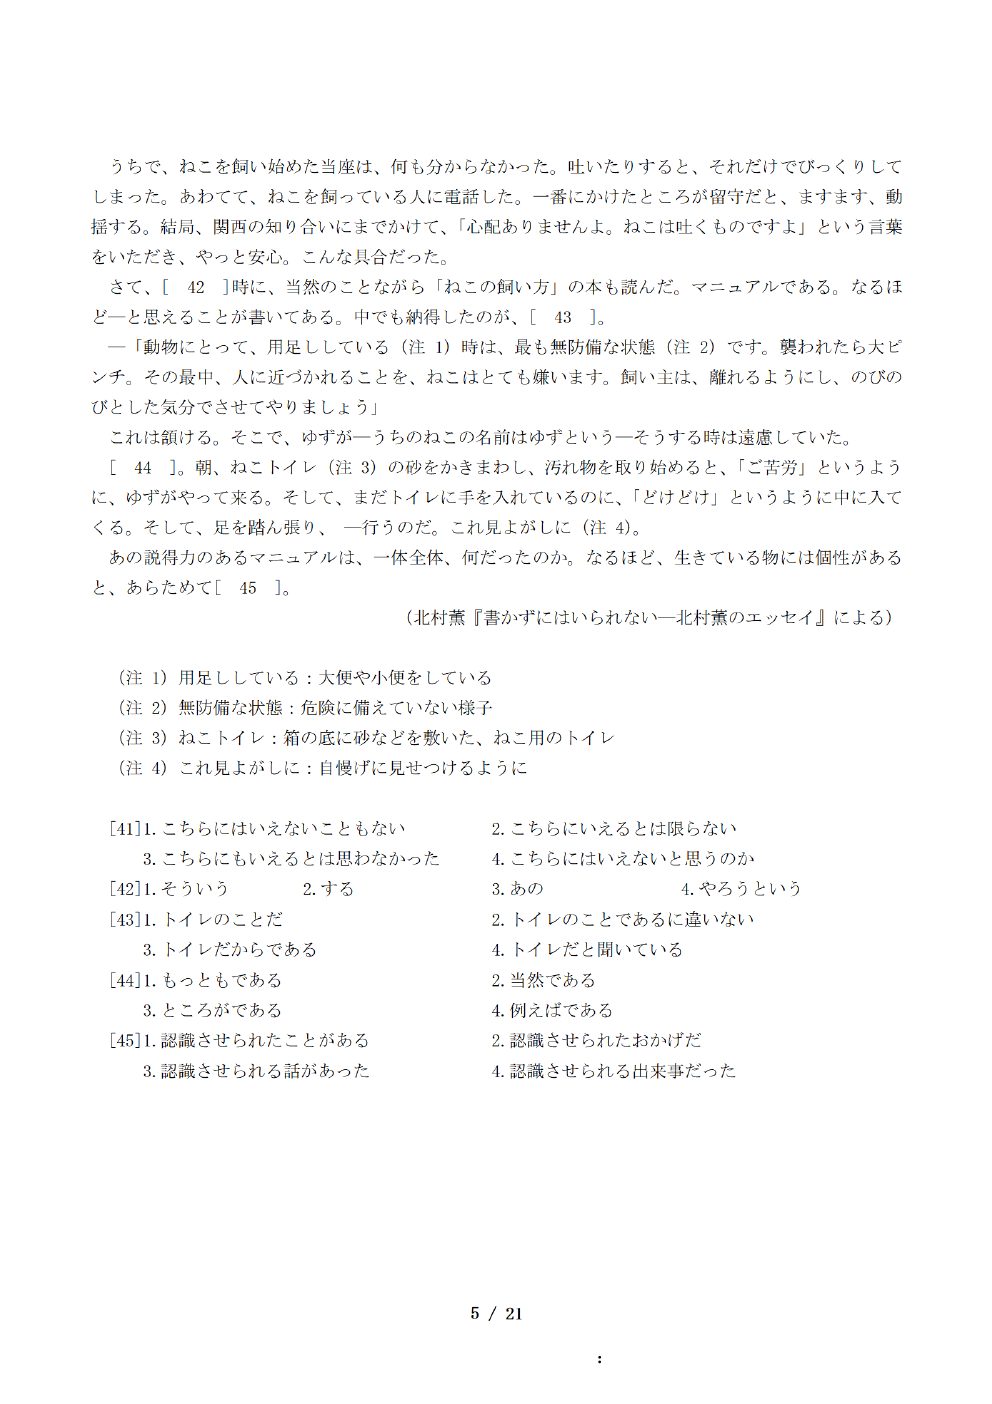 うちで、ねこを飼い始めた当座は、何も分からなかった。吐いたりすると、それだけでびっくりして
しまった。あわてて、ねこを飼っている人に電話した。一番にかけたところが留守だと、ますます、動
揺する。結局、関西の知り合いにまでかけて、「心配ありませんよ。ねこは吐くものですよ」という言葉
をいただき、やっと安心。こんな具合だった。
さて、[　42　]時に、当然のことながら「ねこの飼い方」の本も読んだ。マニュアルである。なるほ
ど―と思えることが書いてある。中でも納得したのが、[　43　]。
―「動物にとって、用足ししている（注 1）時は、最も無防備な状態（注 2）です。襲われたら大ピ
ンチ。その最中、人に近づかれることを、ねこはとても嫌います。飼い主は、離れるようにし、のびの
びとした気分でさせてやりましょう」
これは頷ける。そこで、ゆずが―うちのねこの名前はゆずという―そうする時は遠慮していた。
[　44　]。朝、ねこトイレ（注 3）の砂をかきまわし、汚れ物を取り始めると、「ご苦労」というよう
に、ゆずがやって来る。そして、まだトイレに手を入れているのに、「どけどけ」というように中に入て
くる。そして、足を踏ん張り、 ―行うのだ。これ見よがしに（注 4）。
あの説得力のあるマニュアルは、一体全体、何だったのか。なるほど、生きている物には個性がある
と、あらためて[　45　]。
（北村薫『書かずにはいられない―北村薫のエッセイ』による）
（注 1）用足ししている：大便や小便をしている
（注 2）無防備な状態：危険に備えていない様子
（注 3）ねこトイレ：箱の底に砂などを敷いた、ねこ用のトイレ
（注 4）これ見よがしに：自慢げに見せつけるように
[41]1.こちらにはいえないこともない　2.こちらにいえるとは限らない
3.こちらにもいえるとは思わなかった　4.こちらにはいえないと思うのか
[42]1.そういう　2.する　3.あの　4.やろうという
[43]1.トイレのことだ　2.トイレのことであるに違いない
3.トイレだからである　4.トイレだと聞いている
[44]1.もっともである　2.当然である
3.ところがである　4.例えばである
[45]1.認識させられたことがある　2.認識させられたおかげだ
3.認識させられる話があった　4.認識させられる出来事だった
5 / 21
: